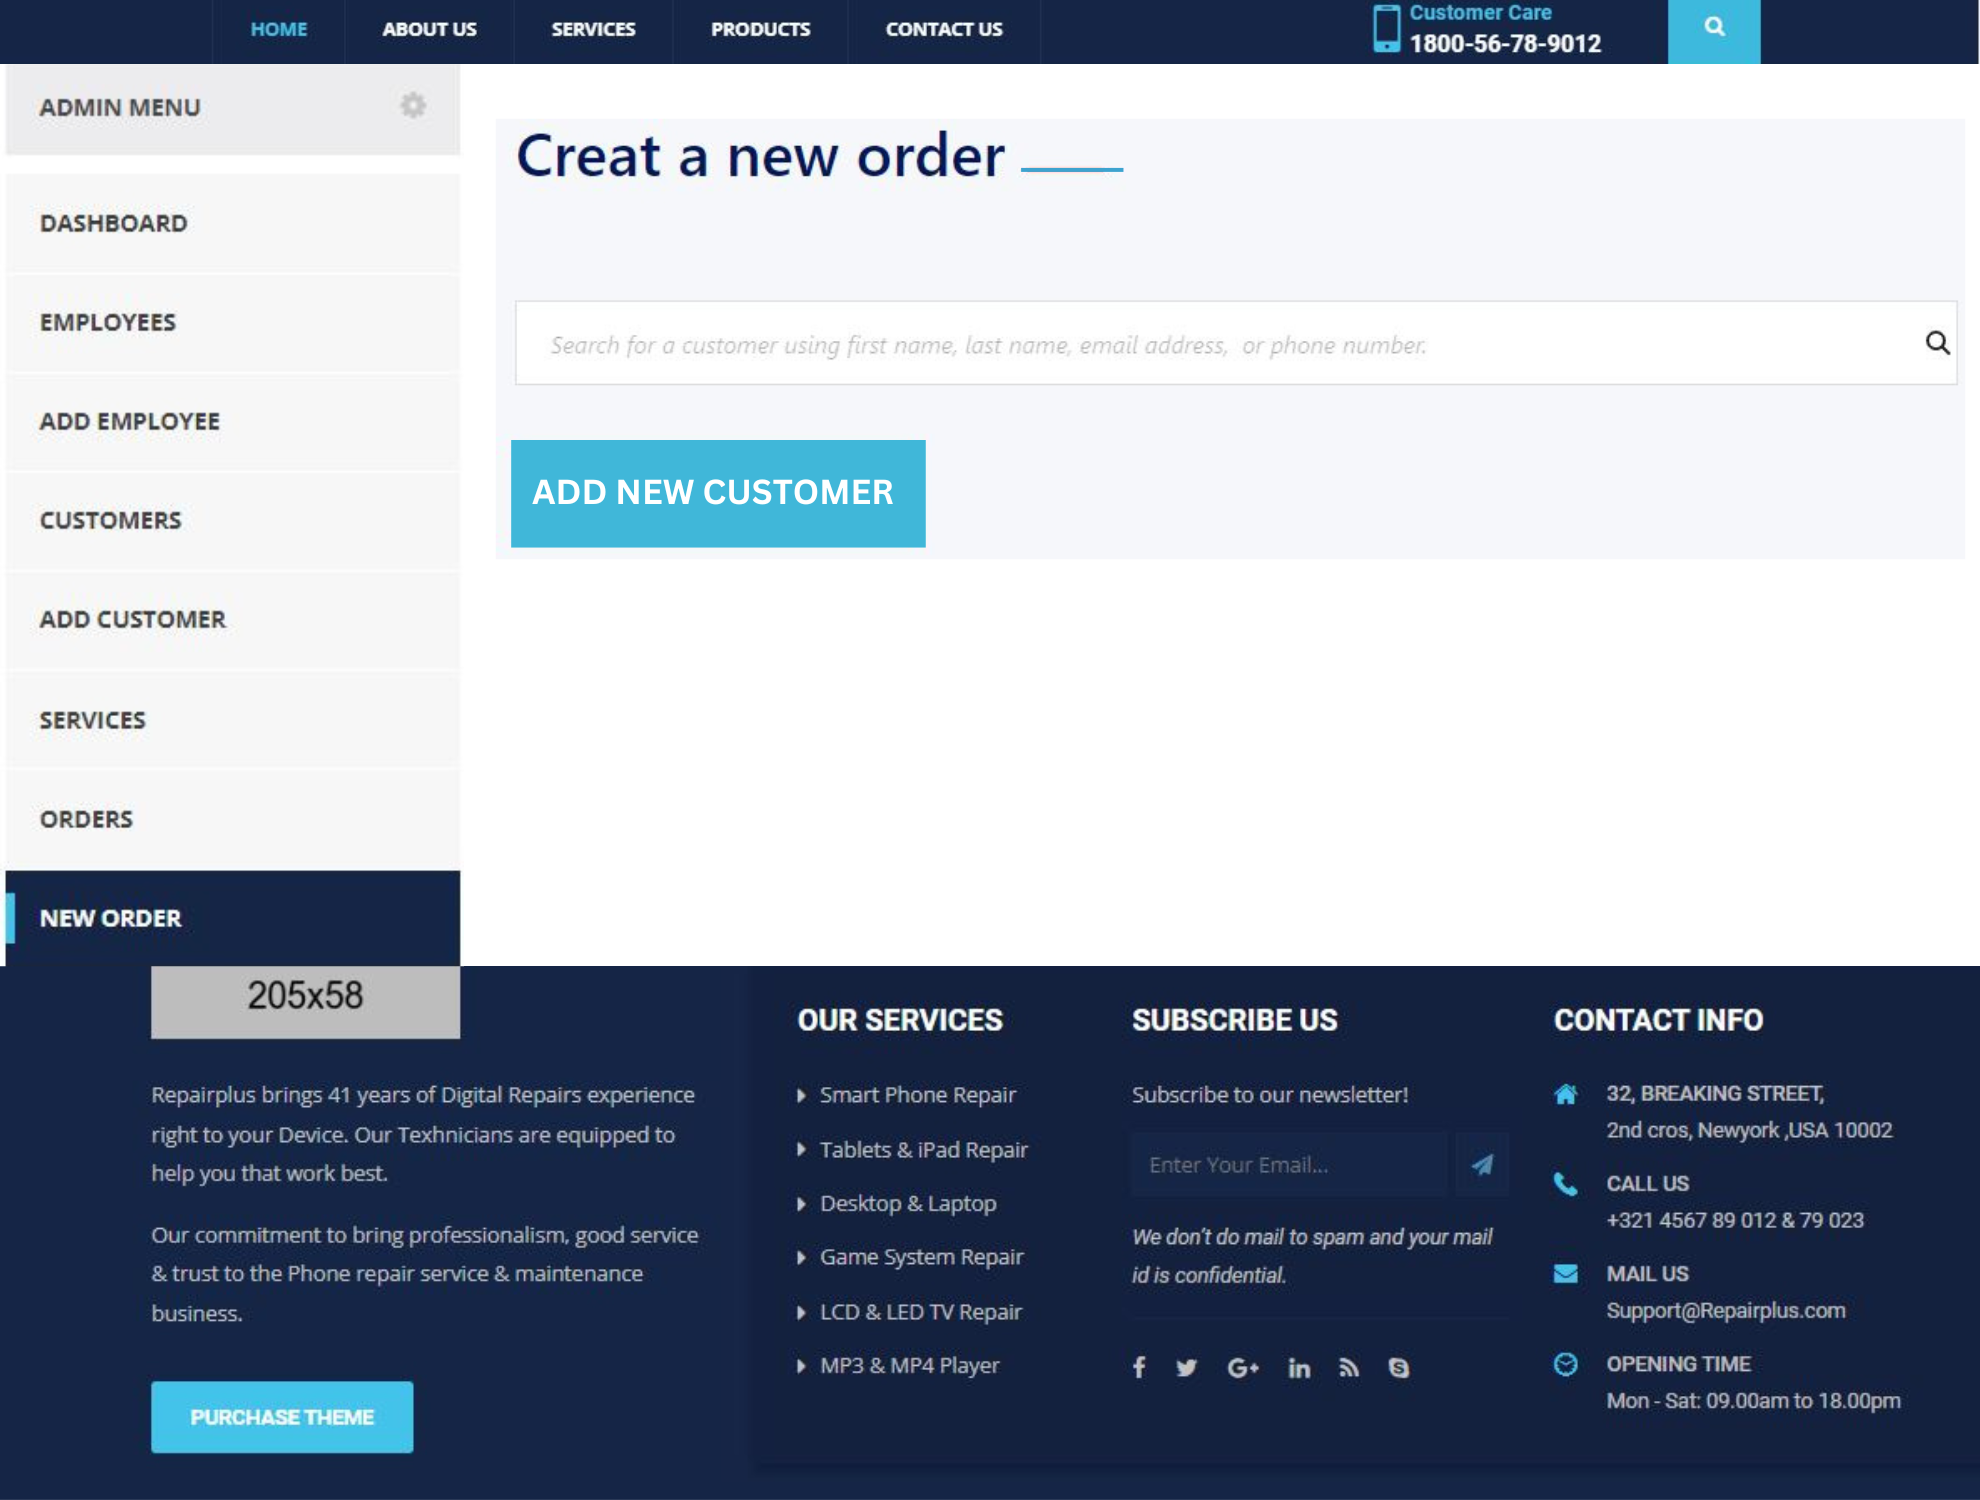 HOME
ABOUT US
SERVICES
PRODUCTS
CONTACT US
Customer Care
1800-56-78-9012
ADMIN MENU
DASHBOARD
EMPLOYEES
ADD EMPLOYEE
CUSTOMERS
ADD CUSTOMER
SERVICES
ORDERS
NEW ORDER
Creat a new order
Search for a customer using first name, last name, email address, or phone number.
ADD NEW CUSTOMER
205x58
Repairplus brings 41 years of Digital Repairs experience
right to your Device. Our Texhnicians are equipped to
help you that work best.
Our commitment to bring professionalism, good service
& trust to the Phone repair service & maintenance
business.
PURCHASE THEME
OUR SERVICES
Smart Phone Repair
Tablets & iPad Repair
Desktop & Laptop
Game System Repair
LCD & LED TV Repair
MP3 & MP4 Player
SUBSCRIBE US
Subscribe to our newsletter!
Enter Your Email...
We don't do mail to spam and your mail
id is confidential.
CONTACT INFO
32, BREAKING STREET,
2nd cros, Newyork ,USA 10002
CALL US
+321 4567 89 012 & 79 023
MAIL US
Support@Repairplus.com
OPENING TIME
Mon - Sat: 09.00am to 18.00pm